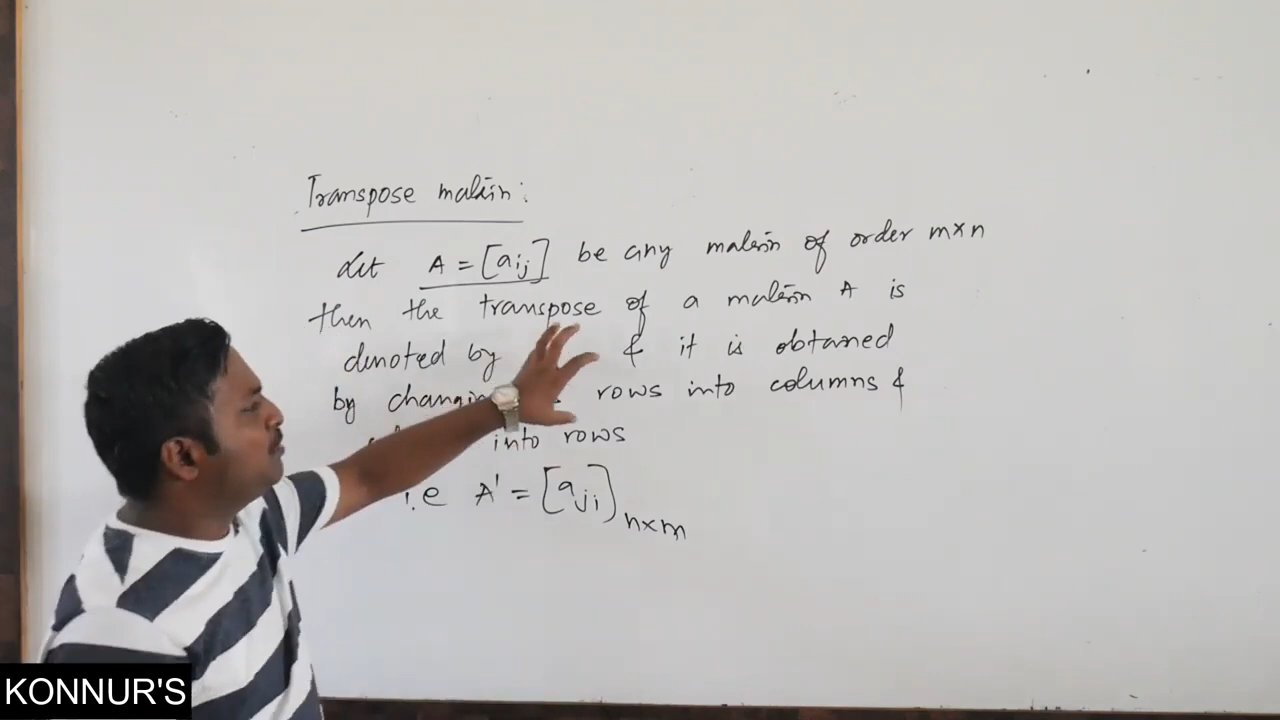 Transpose matrix:
Let A = [aij] be any matrix of order m×n
then the transpose of a matrix A is
denoted by & it is obtained
by rows into columns &
into rows
i.e A' = [aji]n×m
KONNUR'S